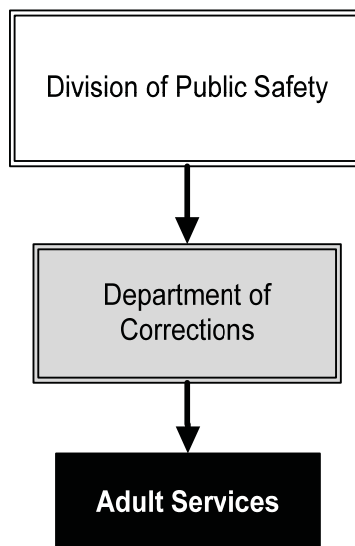 Division of Public Safety
Department of
Corrections
Adult Services